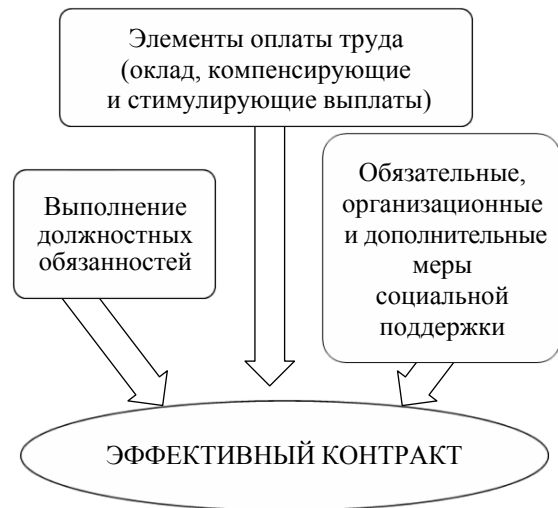 Элементы оплаты труда
(оклад, компенсирующие
и стимулирующие выплаты)
Выполнение
должностных
обязанностей
Обязательные,
организационные
и дополнительные
меры
социальной
поддержки
ЭФФЕКТИВНЫЙ КОНТРАКТ